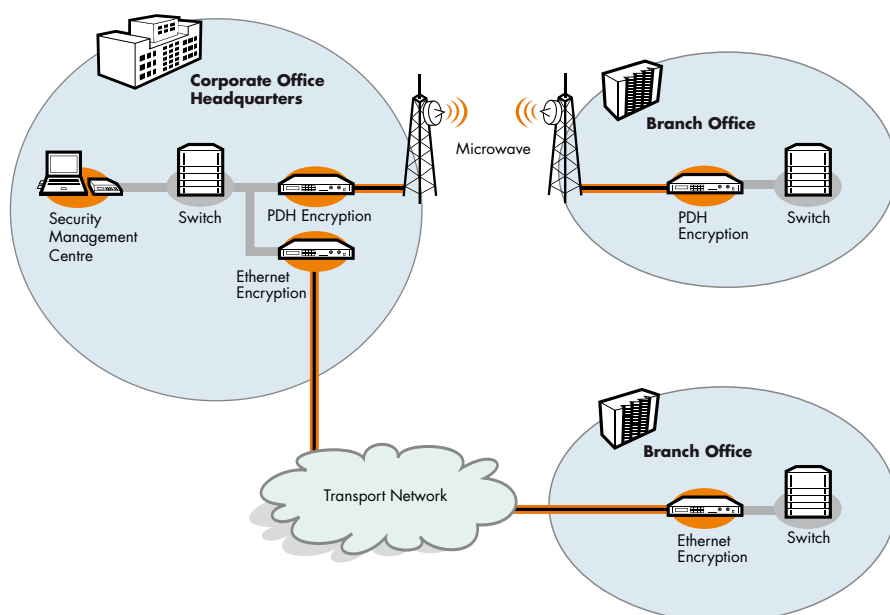 Corporate Office
Headquarters
Microwave
Branch Office
Security
Management
Centre
Switch
PDH Encryption
Ethernet
Encryption
PDH
Encryption
Switch
Transport Network
Branch Office
Ethernet
Encryption
Switch